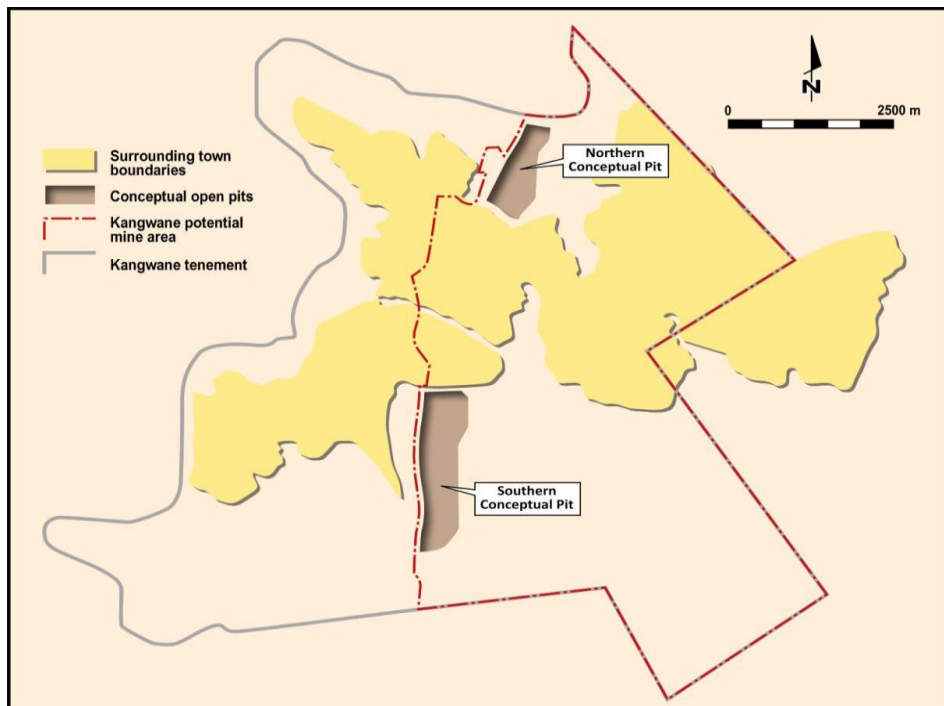 N
0 2500 m
Surrounding town
boundaries
Conceptual open pits
Kangwane potential
mine area
Kangwane tenement
Northern
Conceptual Pit
Southern
Conceptual Pit